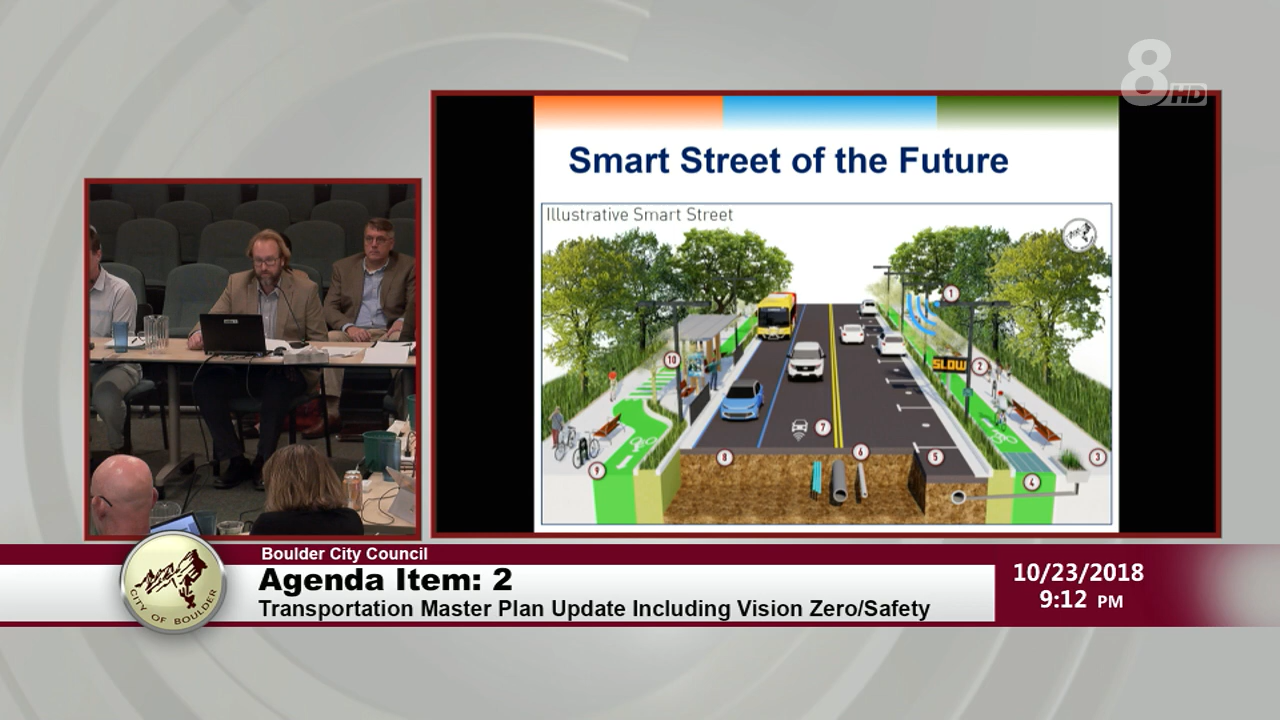 8HD
Smart Street of the Future
Illustrative Smart Street
1
SLOW
2
10
7
6
8
5
3
9
4
Boulder City Council
Agenda Item: 2
Transportation Master Plan Update Including Vision Zero/Safety
10/23/2018
9:12 PM
CITY OF BOULDER